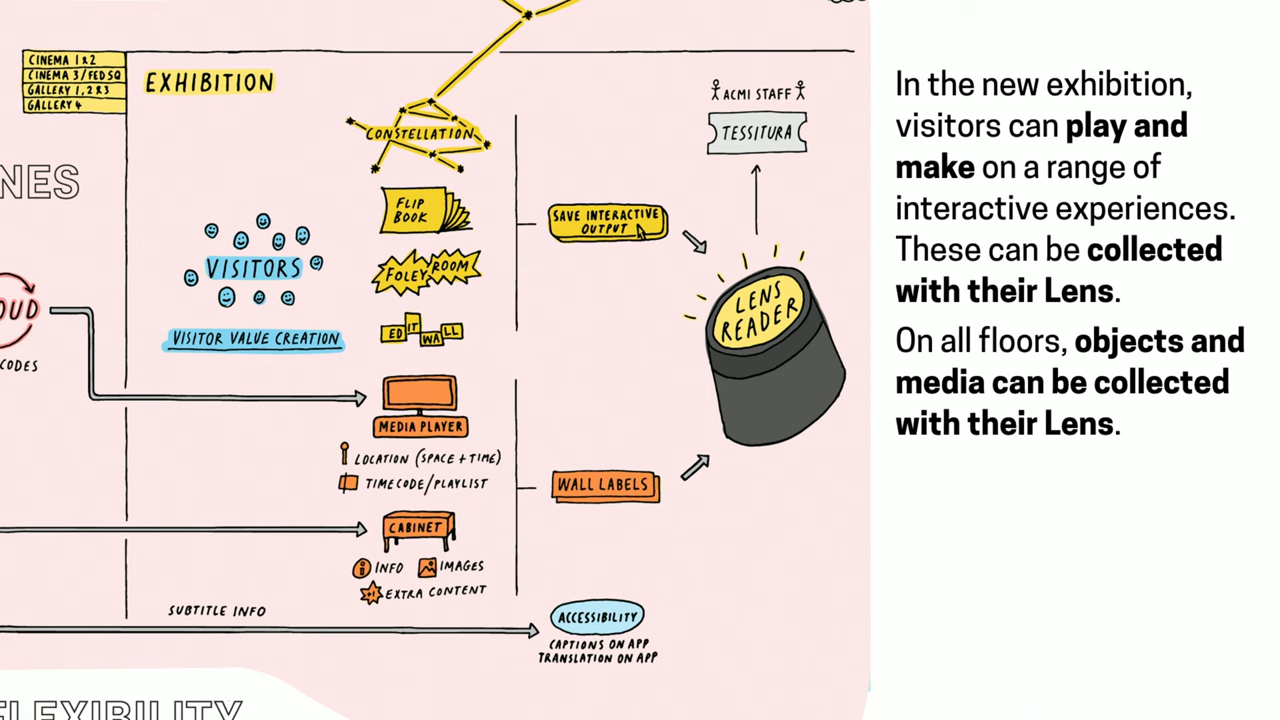 CINEMA 1&2
CINEMA 3/FED SQ
GALLERY 1, 2 & 3
GALLERY 4
EXHIBITION
CONSTELLATION
FLIP
BOOK
FOLEY ROOM
EDIT WALL
VISITORS
VISITOR VALUE CREATION
MEDIA PLAYER
LOCATION (SPACE + TIME)
TIMECODE/PLAYLIST
CABINET
INFO
IMAGES
+1
EXTRA CONTENT
SUBTITLE INFO
SAVE INTERACTIVE
OUTPUT
WALL LABELS
ACCESSIBILITY
CAPTIONS ON APP
TRANSLATION ON APP
ACMI STAFF
TESSITURA
LENS
READER
NES
OUD
CODES
FLEXIBILITY
In the new exhibition,
visitors can play and
make on a range of
interactive experiences.
These can be collected
with their Lens.
On all floors, objects and
media can be collected
with their Lens.